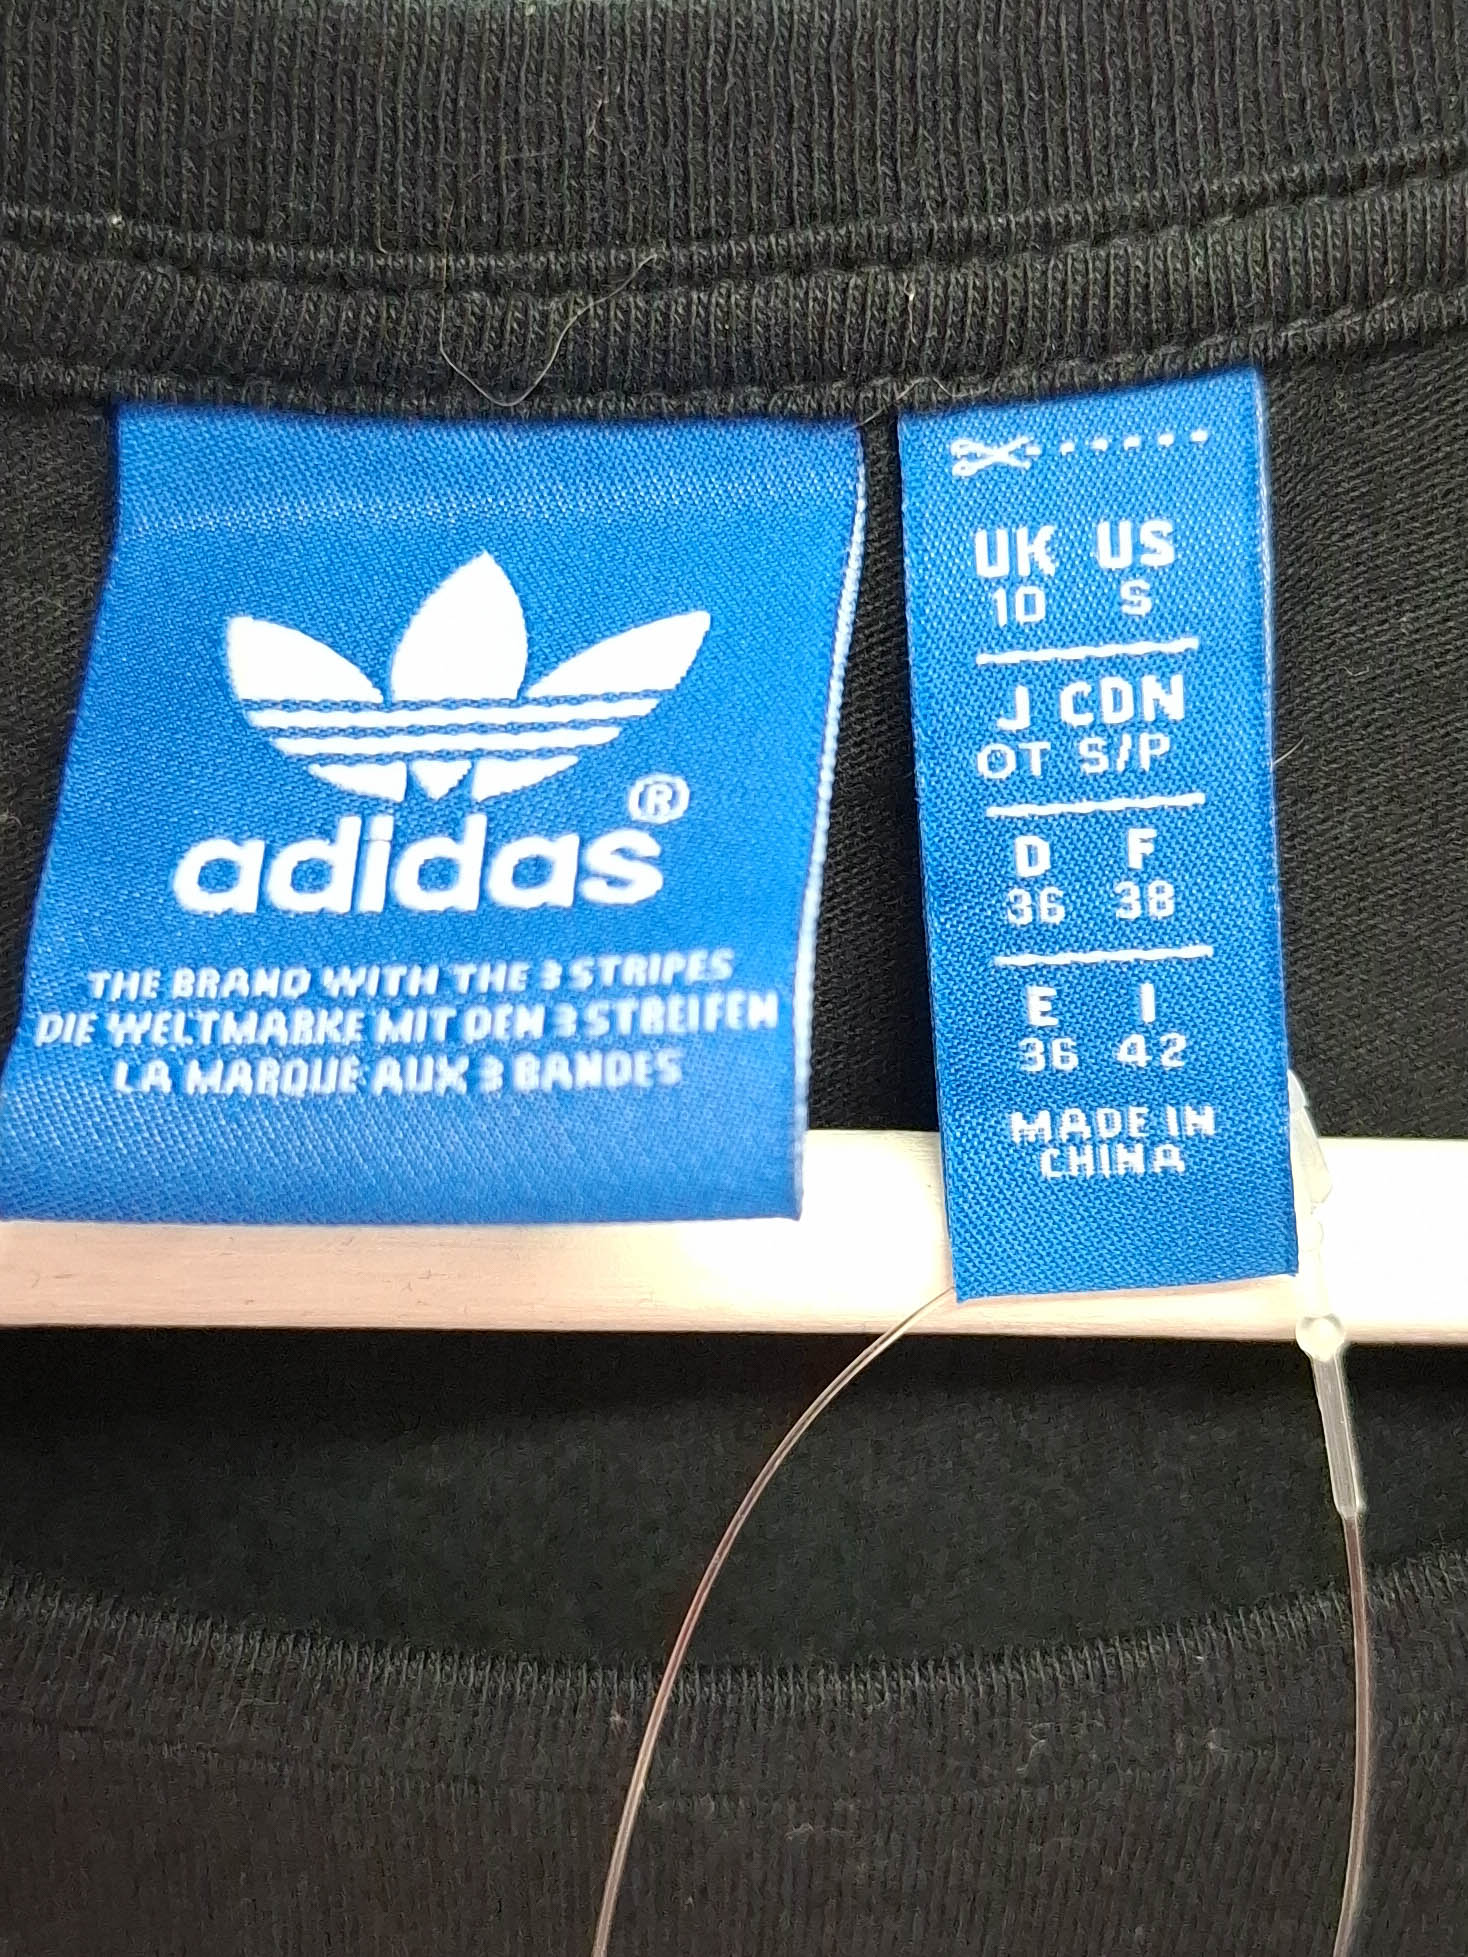 adidas®
THE BRAND WITH THE 3 STRIPES
DIE WELTMARKE MIT DEN 3 STREIFEN
LA MARQUE AUX 3 BANDES
UK US
10 S
J CDN
OT S/P
D F
36 38
E I
36 42
MADE IN
CHINA